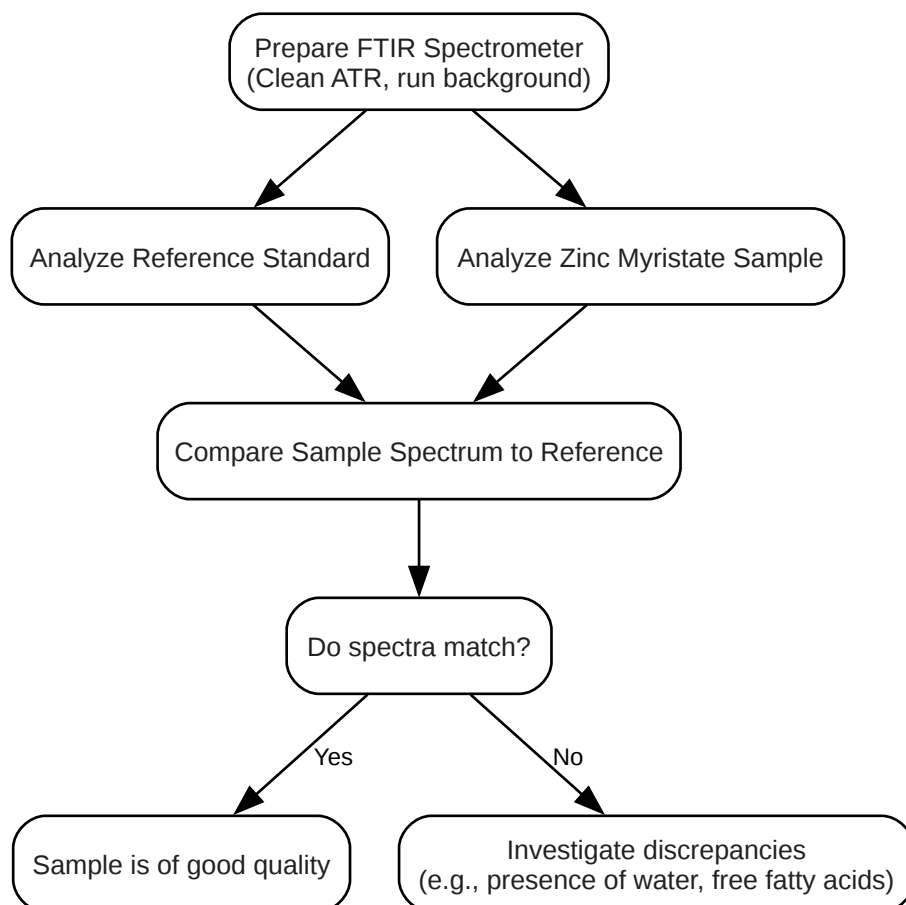 Prepare FTIR Spectrometer
(Clean ATR, run background)
Analyze Reference Standard
Analyze Zinc Myristate Sample
Compare Sample Spectrum to Reference
Do spectra match?
Yes
No
Sample is of good quality
Investigate discrepancies
(e.g., presence of water, free fatty acids)